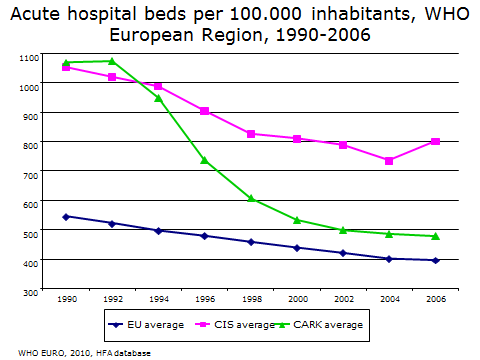 Acute hospital beds per 100.000 inhabitants, WHO
European Region, 1990-2006
1100
1000
900
800
700
600
500
400
300
1990 1992 1994 1996 1998 2000 2002 2004 2006
EU average CIS average CARK average
WHO EURO, 2010, HFA database